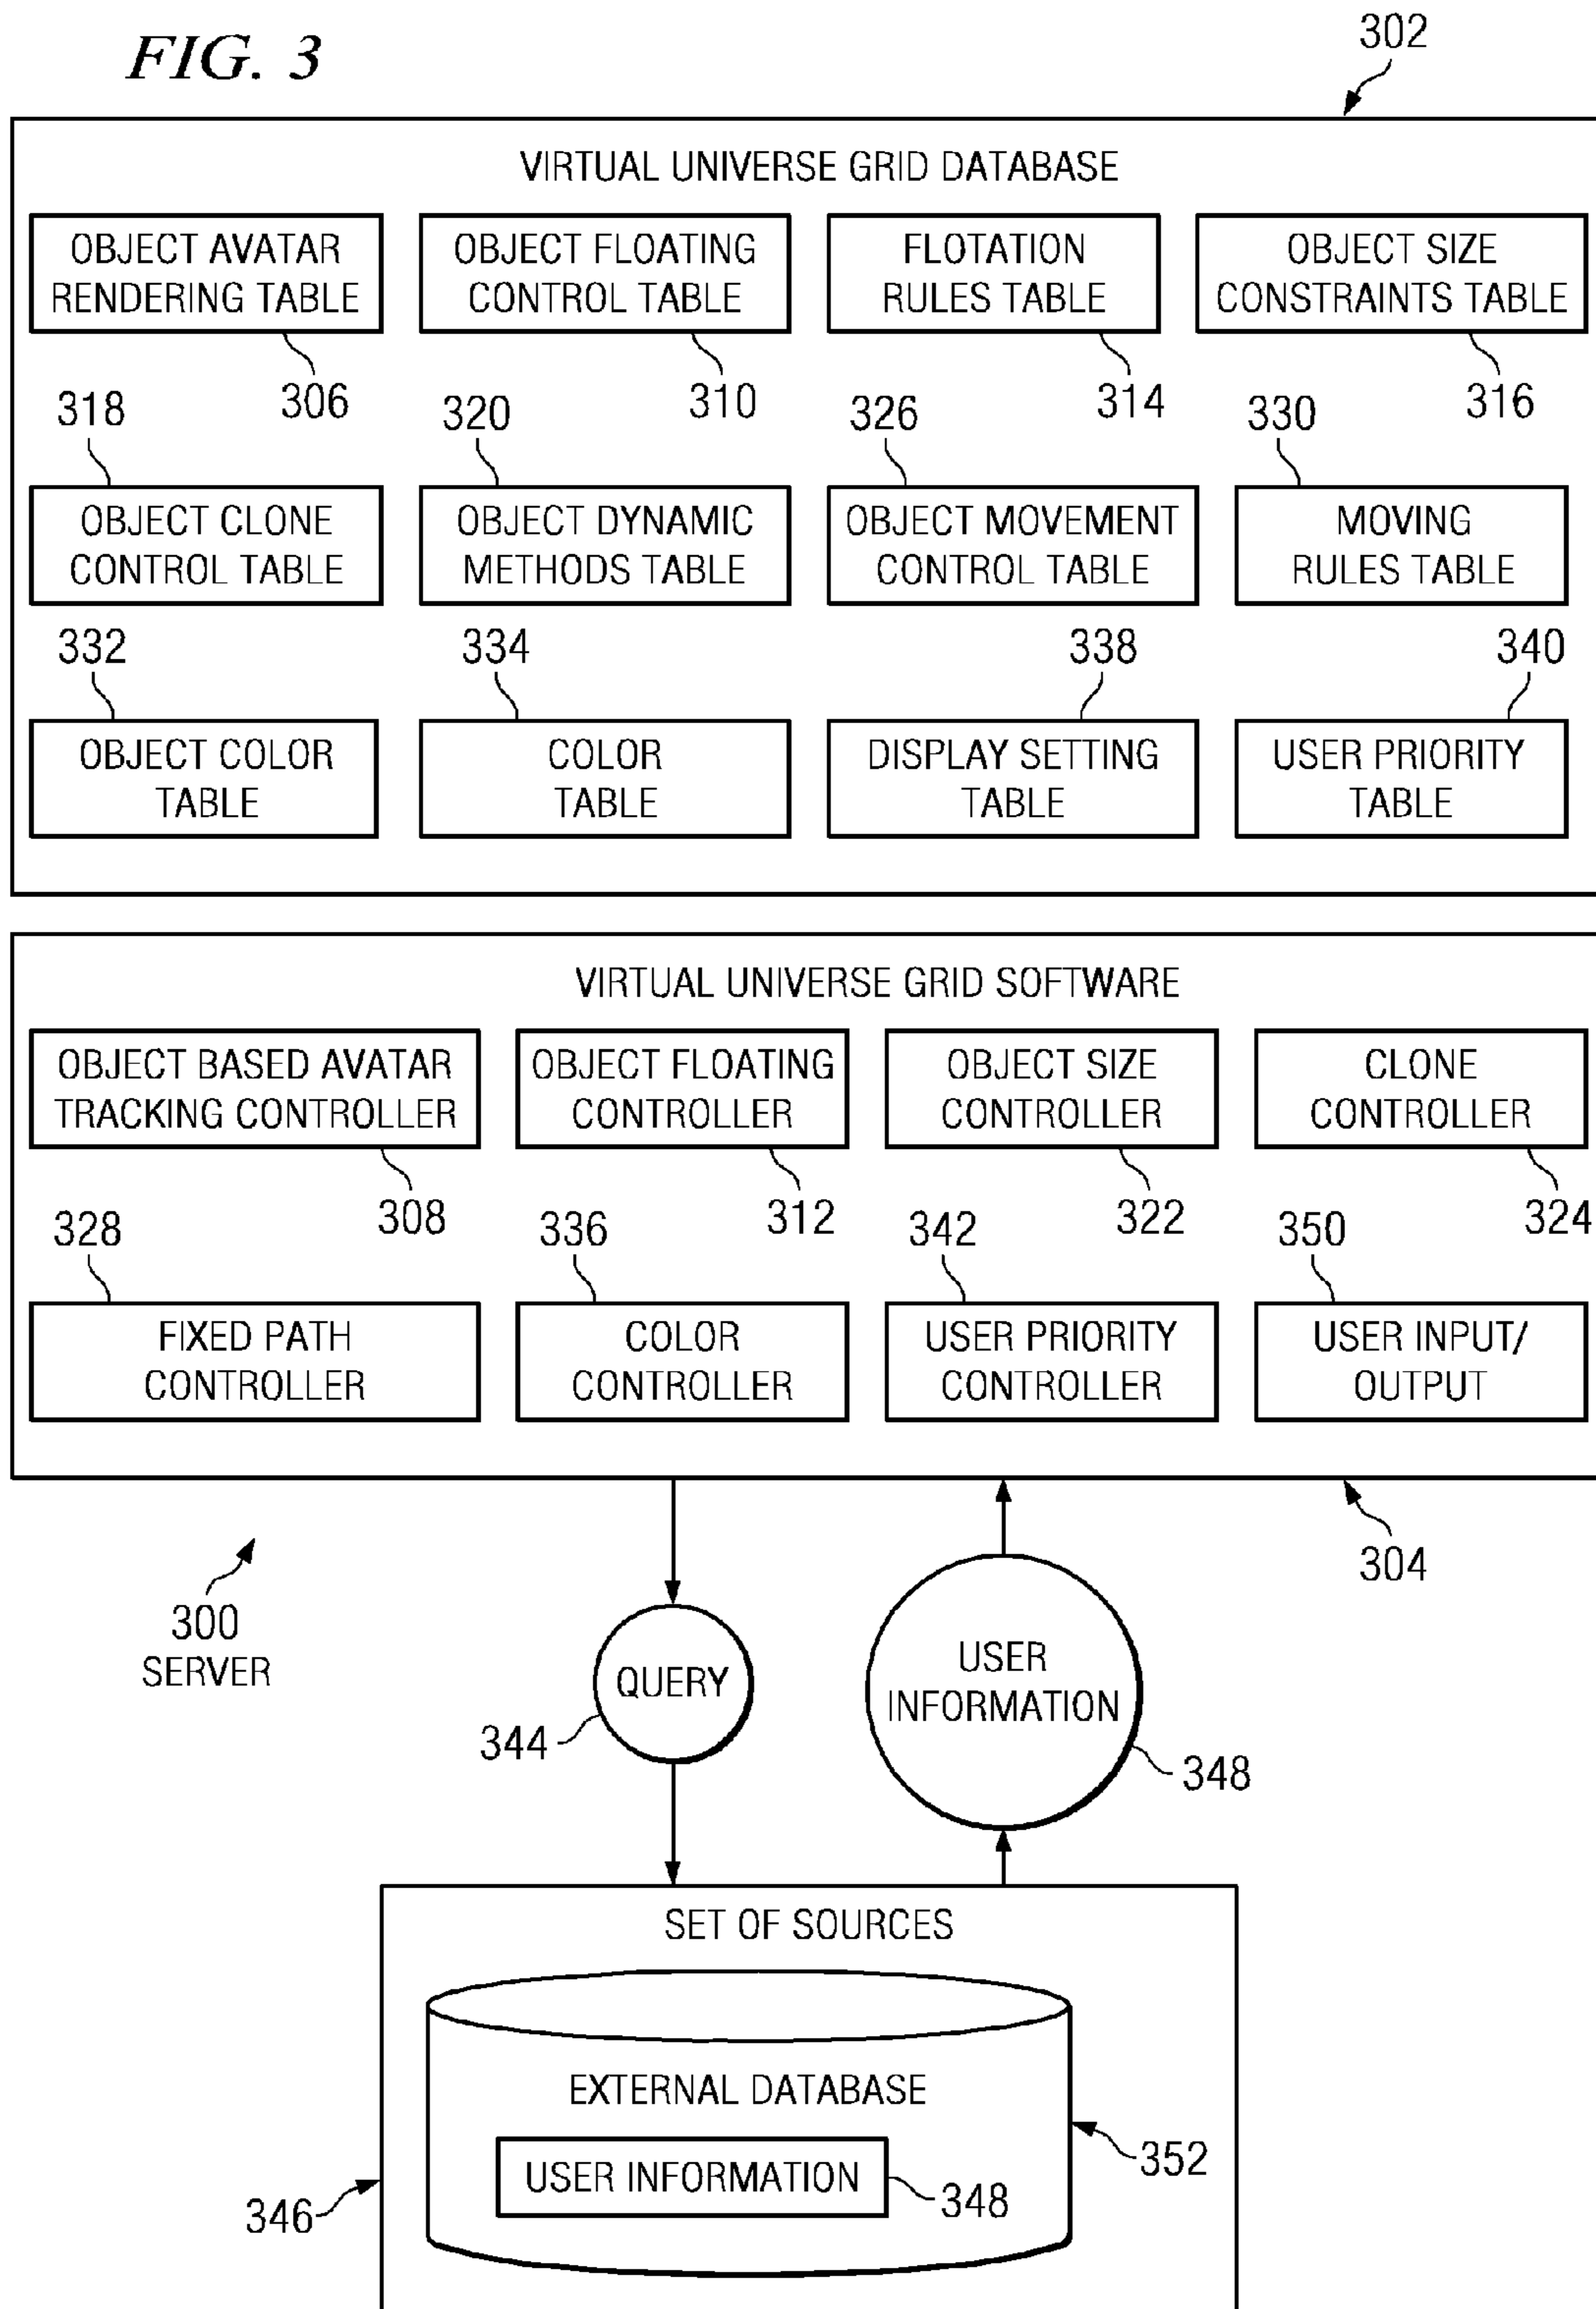 FIG. 3
302
VIRTUAL UNIVERSE GRID DATABASE
OBJECT AVATAR
RENDERING TABLE
OBJECT FLOATING
CONTROL TABLE
FLOTATION
RULES TABLE
OBJECT SIZE
CONSTRAINTS TABLE
306
310
314
316
318
320
326
330
OBJECT CLONE
CONTROL TABLE
OBJECT DYNAMIC
METHODS TABLE
OBJECT MOVEMENT
CONTROL TABLE
MOVING
RULES TABLE
332
334
338
340
OBJECT COLOR
TABLE
COLOR
TABLE
DISPLAY SETTING
TABLE
USER PRIORITY
TABLE
VIRTUAL UNIVERSE GRID SOFTWARE
OBJECT BASED AVATAR
TRACKING CONTROLLER
OBJECT FLOATING
CONTROLLER
OBJECT SIZE
CONTROLLER
CLONE
CONTROLLER
308
312
322
324
328
336
342
350
FIXED PATH
CONTROLLER
COLOR
CONTROLLER
USER PRIORITY
CONTROLLER
USER INPUT/
OUTPUT
304
300
SERVER
QUERY
344
USER
INFORMATION
348
SET OF SOURCES
EXTERNAL DATABASE
352
USER INFORMATION
348
346